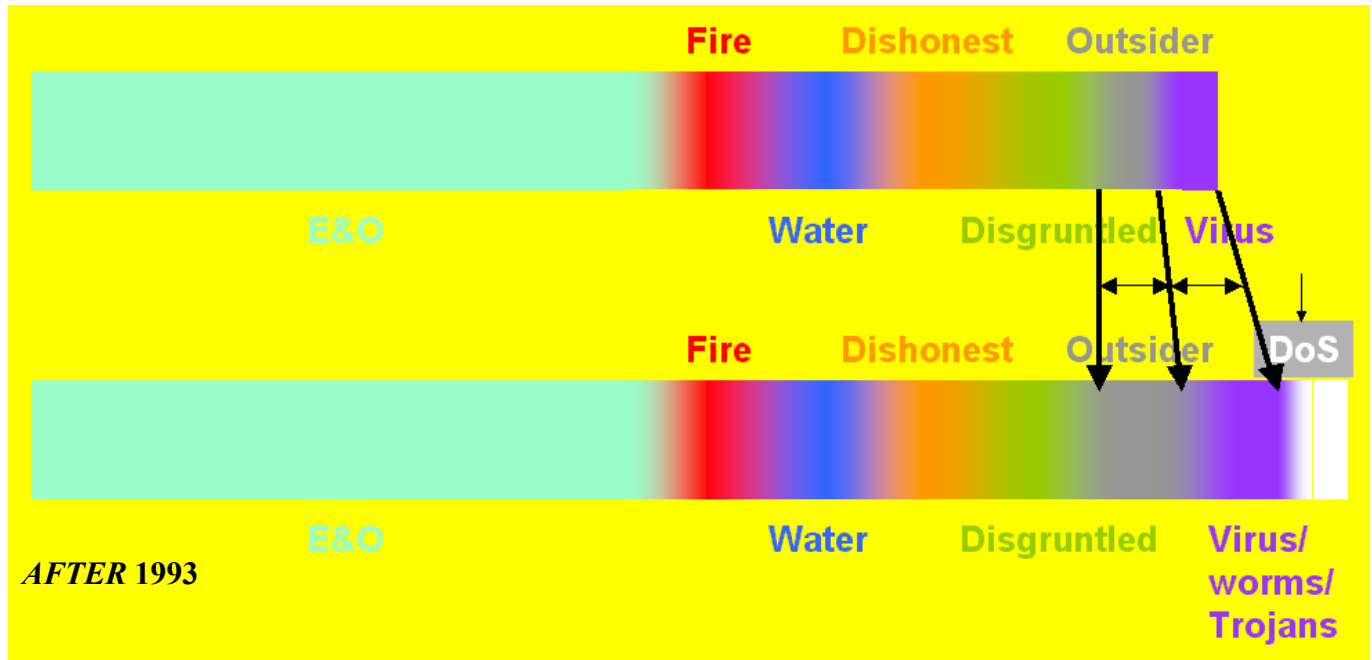 Fire Dishonest Outsider
E&O Water Disgruntled Virus
Fire Dishonest Outsider DoS
E&O Water Disgruntled Virus/
worms/
Trojans
AFTER 1993